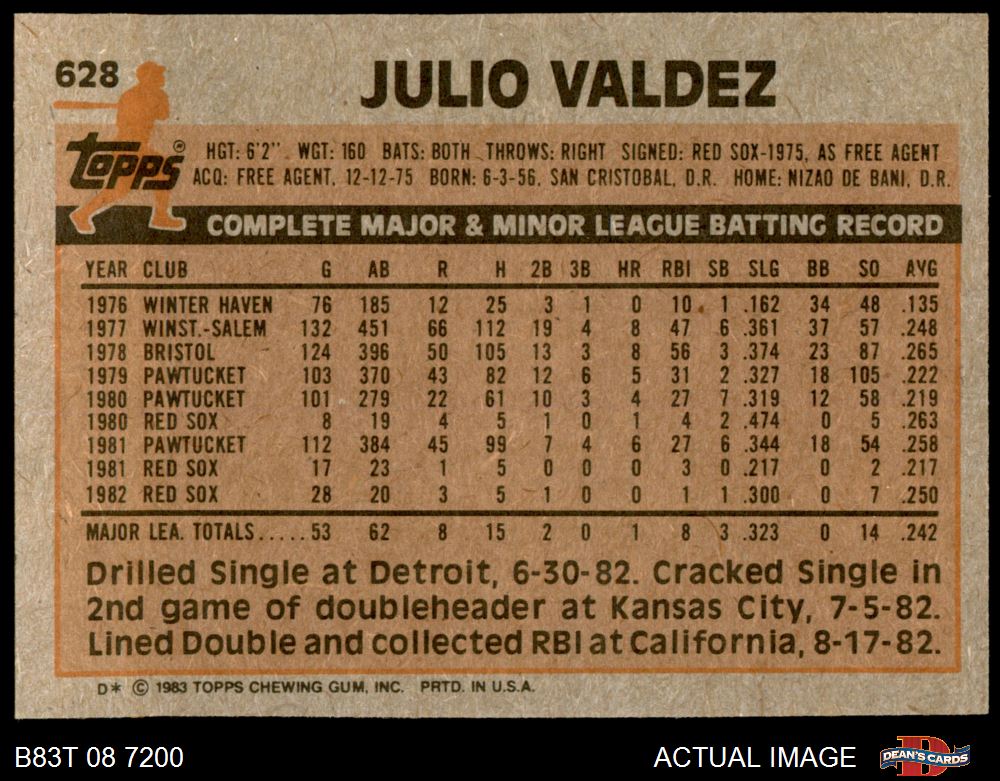 628 JULIO VALDEZ
topps® HGT: 6'2" WGT: 160 BATS: BOTH THROWS: RIGHT SIGNED: RED SOX-1975, AS FREE AGENT
ACQ: FREE AGENT, 12-12-75 BORN: 6-3-56, SAN CRISTOBAL, D.R. HOME: NIZAO DE BANI, D.R.
COMPLETE MAJOR & MINOR LEAGUE BATTING RECORD
YEAR CLUB G AB R H 2B 3B HR RBI SB SLG BB SO AVG
1976 WINTER HAVEN 76 185 12 25 3 1 0 10 1 .162 34 48 .135
1977 WINST.-SALEM 132 451 66 112 19 4 8 47 6 .361 37 57 .248
1978 BRISTOL 124 396 50 105 13 3 8 56 3 .374 23 87 .265
1979 PAWTUCKET 103 370 43 82 12 6 5 31 2 .327 18 105 .222
1980 PAWTUCKET 101 279 22 61 10 3 4 27 7 .319 12 58 .219
1980 RED SOX 8 19 4 5 1 0 1 4 2 .474 0 5 .263
1981 PAWTUCKET 112 384 45 99 7 4 6 27 6 .344 18 54 .258
1981 RED SOX 17 23 1 5 0 0 0 3 0 .217 0 2 .217
1982 RED SOX 28 20 3 5 1 0 0 1 1 .300 0 7 .250
MAJOR LEA. TOTALS.....53 62 8 15 2 0 1 8 3 .323 0 14 .242
Drilled Single at Detroit, 6-30-82. Cracked Single in
2nd game of doubleheader at Kansas City, 7-5-82.
Lined Double and collected RBI at California, 8-17-82.
D* © 1983 TOPPS CHEWING GUM, INC. PRTD. IN U.S.A.
B83T 08 7200 ACTUAL IMAGE DEAN'S CARDS